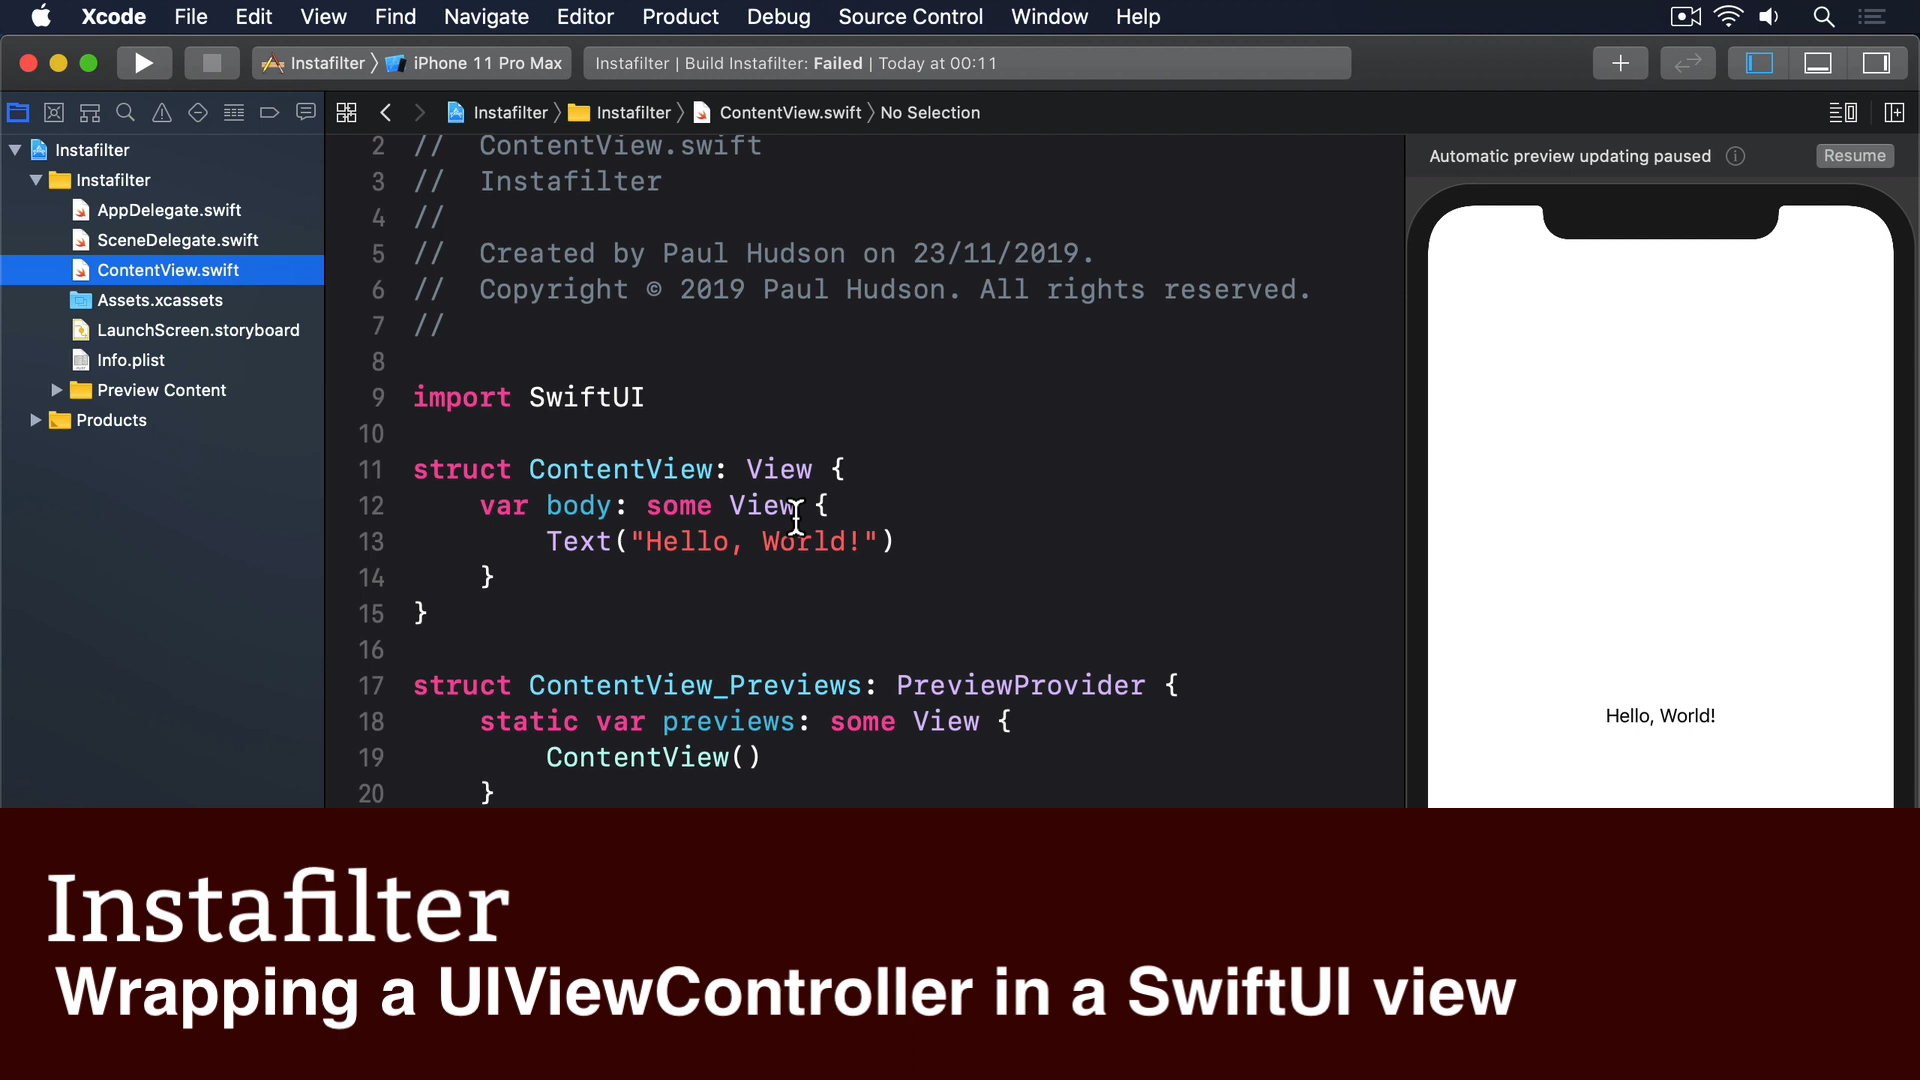 Xcode File Edit View Find Navigate Editor Product Debug Source Control Window Help
Instafilter iPhone 11 Pro Max
Instafilter | Build Instafilter: Failed | Today at 00:11
Instafilter Instafilter ContentView.swift No Selection
Instafilter
Instafilter
AppDelegate.swift
SceneDelegate.swift
ContentView.swift
Assets.xcassets
LaunchScreen.storyboard
Info.plist
Preview Content
Products
2 //  ContentView.swift
3 //  Instafilter
4 //
5 //  Created by Paul Hudson on 23/11/2019.
6 //  Copyright © 2019 Paul Hudson. All rights reserved.
7 //
8
9 import SwiftUI
10
11 struct ContentView: View {
12     var body: some View {
13         Text("Hello, World!")
14     }
15 }
16
17 struct ContentView_Previews: PreviewProvider {
18     static var previews: some View {
19         ContentView()
20     }
Automatic preview updating paused
Resume
Hello, World!
Instafilter
Wrapping a UIViewController in a SwiftUI view